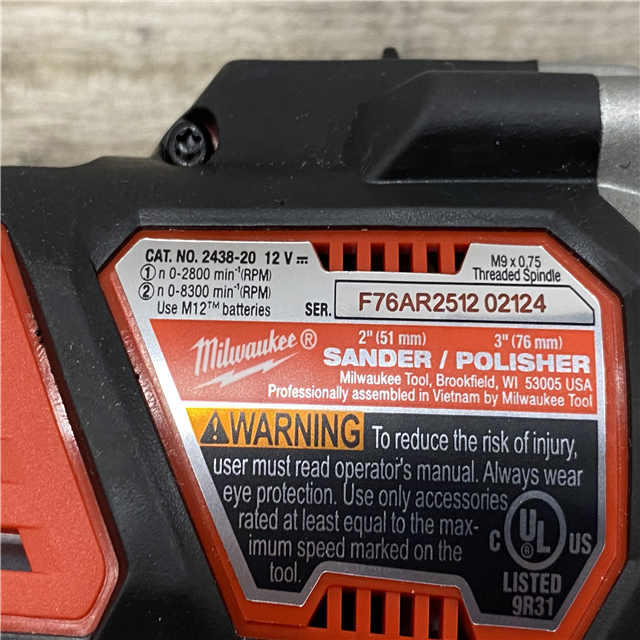 CAT. NO. 2438-20 12 V⎓
① n 0-2800 min⁻¹(RPM)
② n 0-8300 min⁻¹(RPM)
Use M12™ batteries
M9 x 0.75
Threaded Spindle
SER. F76AR2512 02124
Milwaukee®
2" (51 mm) 3" (76 mm)
SANDER / POLISHER
Milwaukee Tool, Brookfield, WI 53005 USA
Professionally assembled in Vietnam by Milwaukee Tool
⚠WARNING To reduce the risk of injury,
user must read operator's manual. Always wear
eye protection. Use only accessories
rated at least equal to the max-
imum speed marked on the
tool.
C UL® US
LISTED
9R31